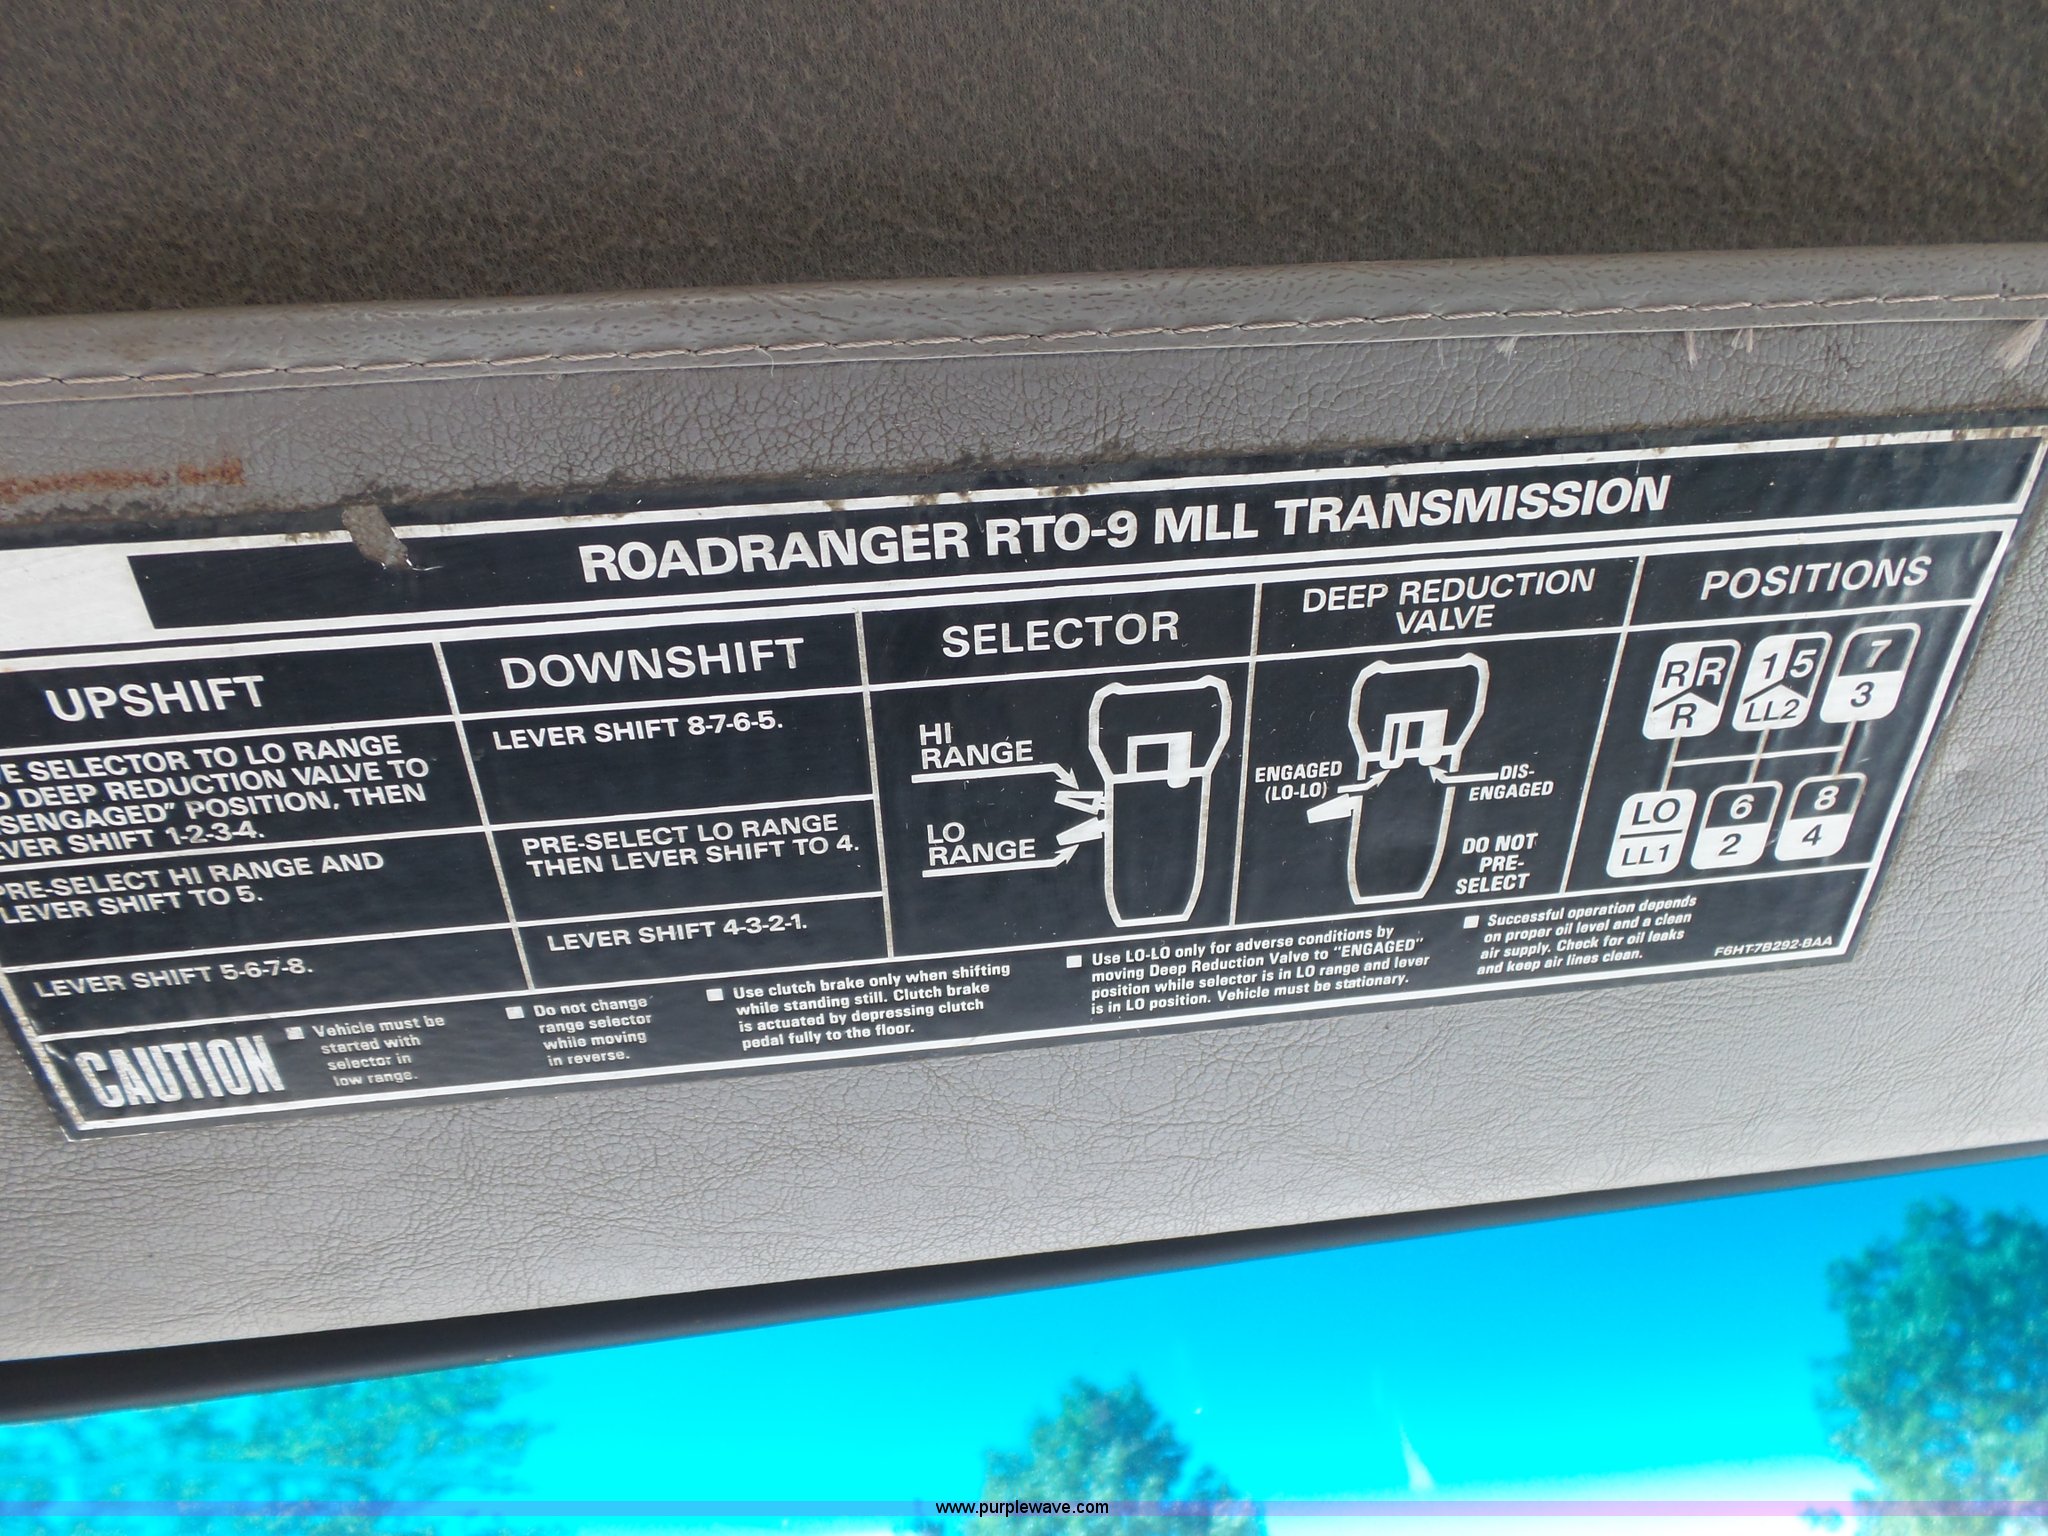 ROADRANGER RTO-9 MLL TRANSMISSION
UPSHIFT
SELECTOR TO LO RANGE
DEEP REDUCTION VALVE TO
POSITION, THEN
SHIFT 1-2-3-4.
PRE-SELECT HI RANGE AND
LEVER SHIFT TO 5.
LEVER SHIFT 5-6-7-8.
DOWNSHIFT
LEVER SHIFT 8-7-6-5.
PRE-SELECT LO RANGE
THEN LEVER SHIFT TO 4.
LEVER SHIFT 4-3-2-1.
SELECTOR
HI
RANGE
LO
RANGE
DEEP REDUCTION
VALVE
ENGAGED
(LO-LO)
DIS-
ENGAGED
DO NOT
PRE-
SELECT
POSITIONS
R R 1 5 7
R LL2 3
LO 6 8
LL1 2 4
CAUTION
Vehicle must be
started with
selector in
low range.
Do not change
range selector
while moving
in reverse.
Use clutch brake only when shifting
while standing still. Clutch brake
is actuated by depressing clutch
pedal fully to the floor.
Use LO-LO only for adverse conditions by
moving Deep Reduction Valve to "ENGAGED"
position while selector is in LO range and lever
is in LO position. Vehicle must be stationary.
Successful operation depends
on proper oil level and a clean
air supply. Check for oil leaks
and keep air lines clean.
F6HT-7B292-BAA
www.purplewave.com